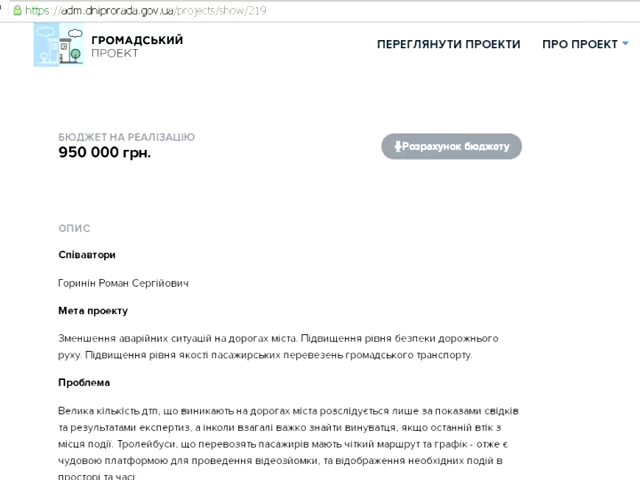 https://adm.dniprorada.gov.ua/projects/show/219
ГРОМАДСЬКИЙ
ПРОЕКТ
ПЕРЕГЛЯНУТИ ПРОЕКТИ
ПРО ПРОЕКТ
БЮДЖЕТ НА РЕАЛІЗАЦІЮ
950 000 грн.
Розрахунок бюджету
ОПИС
Співавтори
Горинін Роман Сергійович
Мета проекту
Зменшення аварійних ситуацій на дорогах міста. Підвищення рівня безпеки дорожнього
руху. Підвищення рівня якості пасажирських перевезень громадського транспорту.
Проблема
Велика кількість дтп, що виникають на дорогах міста розслідується лише за показами свідків
та результатами експертиз, а інколи взагалі важко знайти винуватця, якщо останній втік з
місця події. Тролейбуси, що перевозять пасажирів мають чіткий маршрут та графік - отже є
чудовою платформою для проведення відеозйомки, та відображення необхідних подій в
просторі та часі.